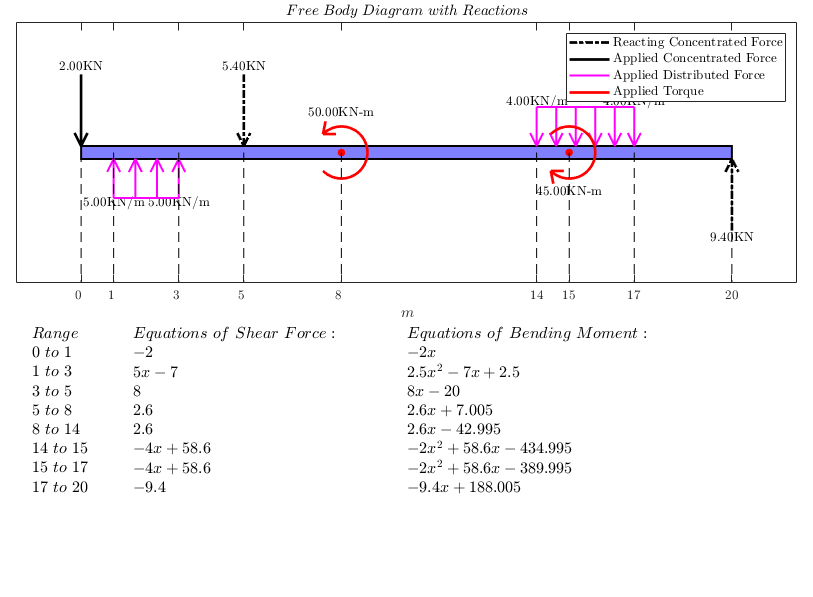 Free Body Diagram with Reactions
Reacting Concentrated Force
Applied Concentrated Force
Applied Distributed Force
Applied Torque
2.00KN
5.40KN
50.00KN-m
4.00KN/m
4.00KN/m
5.00KN/m
5.00KN/m
45.00KN-m
9.40KN
0 1 3 5 8 14 15 17 20
m
Range Equations of Shear Force : Equations of Bending Moment :
0 to 1 −2 −2x
1 to 3 5x − 7 2.5x² − 7x + 2.5
3 to 5 8 8x − 20
5 to 8 2.6 2.6x + 7.005
8 to 14 2.6 2.6x − 42.995
14 to 15 −4x + 58.6 −2x² + 58.6x − 434.995
15 to 17 −4x + 58.6 −2x² + 58.6x − 389.995
17 to 20 −9.4 −9.4x + 188.005